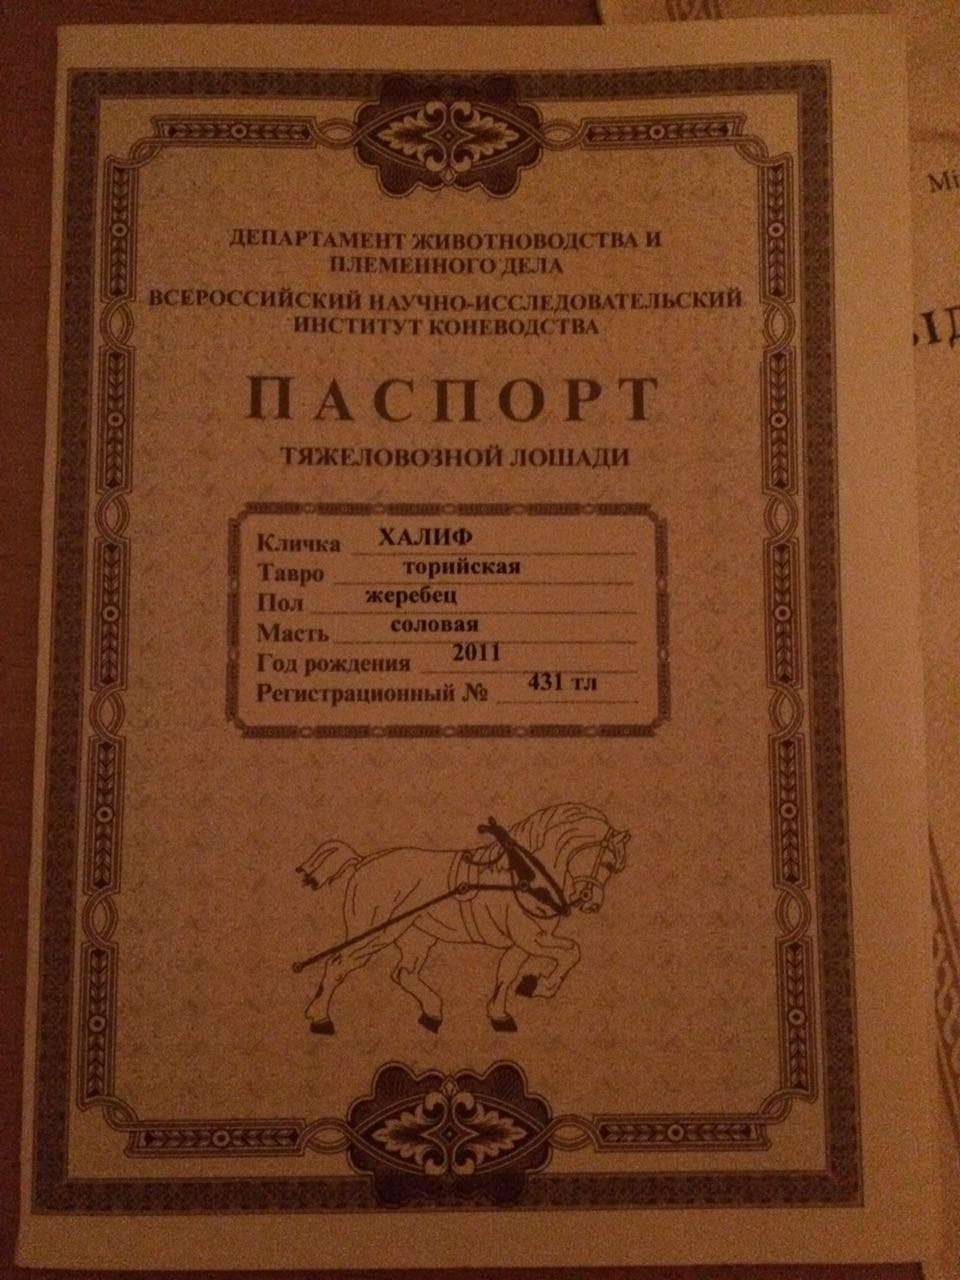 ДЕПАРТАМЕНТ ЖИВОТНОВОДСТВА И
ПЛЕМЕННОГО ДЕЛА
ВСЕРОССИЙСКИЙ НАУЧНО-ИССЛЕДОВАТЕЛЬСКИЙ
ИНСТИТУТ КОНЕВОДСТВА
ПАСПОРТ
ТЯЖЕЛОВОЗНОЙ ЛОШАДИ
Кличка ХАЛИФ
Тавро торийская
Пол жеребец
Масть соловая
Год рождения 2011
Регистрационный № 431 тл